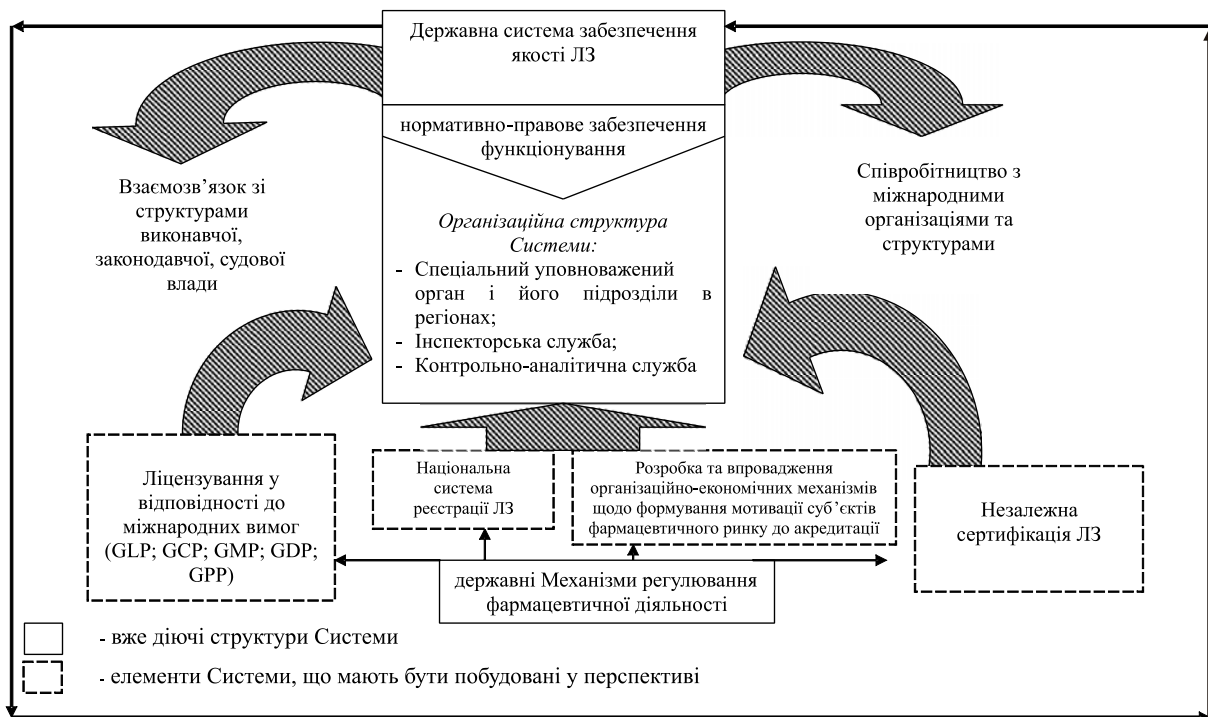 Державна система забезпечення
якості ЛЗ
нормативно-правове забезпечення
функціонування
Взаємозв’язок зі
структурами
виконавчої,
законодавчої, судової
влади
Співробітництво з
міжнародними
організаціями та
структурами
Організаційна структура
Системи:
- Спеціальний уповноважений
орган і його підрозділи в
регіонах;
- Інспекторська служба;
- Контрольно-аналітична служба
Ліцензування у
відповідності до
міжнародних вимог
(GLP; GCP; GMP; GDP;
GPP)
Національна
система
реєстрації ЛЗ
Розробка та впровадження
організаційно-економічних механізмів
щодо формування мотивації суб’єктів
фармацевтичного ринку до акредитації
Незалежна
сертифікація ЛЗ
державні Механізми регулювання
фармацевтичної діяльності
- вже діючі структури Системи
- елементи Системи, що мають бути побудовані у перспективі